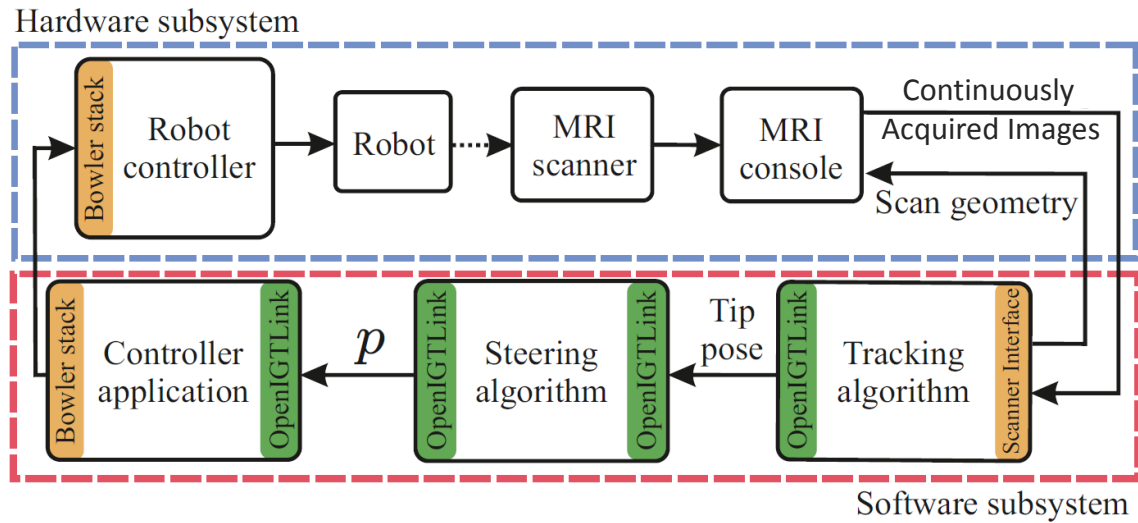 Hardware subsystem
Bowler stack
Robot
controller
Robot
MRI
scanner
MRI
console
Continuously
Acquired Images
Scan geometry
Bowler stack
Controller
application
OpenIGTLink
p
OpenIGTLink
Steering
algorithm
OpenIGTLink
Tip
pose
OpenIGTLink
Tracking
algorithm
Scanner Interface
Software subsystem